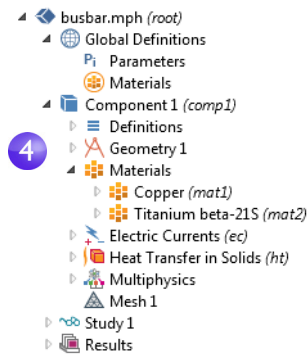 busbar.mph (root)
Global Definitions
Pi Parameters
Materials
Component 1 (comp1)
Definitions
4 Geometry 1
Materials
Copper (mat1)
Titanium beta-21S (mat2)
Electric Currents (ec)
Heat Transfer in Solids (ht)
Multiphysics
Mesh 1
Study 1
Results